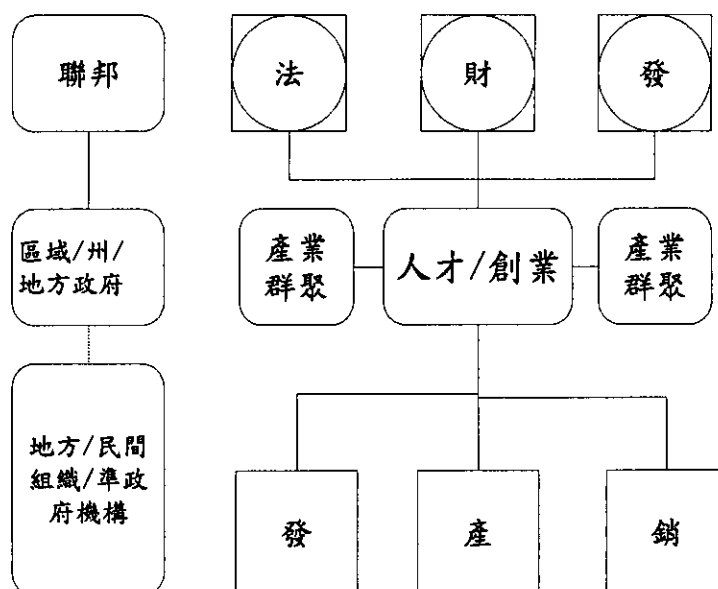 聯邦
法
財
發
區域/州/
地方政府
產業
群聚
人才/創業
產業
群聚
地方/民間
組織/準政
府機構
發
產
銷